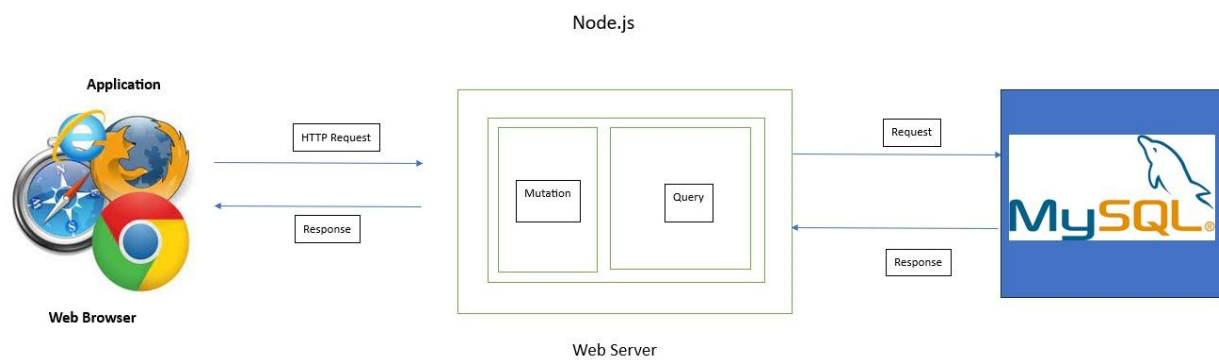 Node.js
Application
HTTP Request
Response
Web Browser
Mutation
Query
Web Server
Request
Response
MySQL®